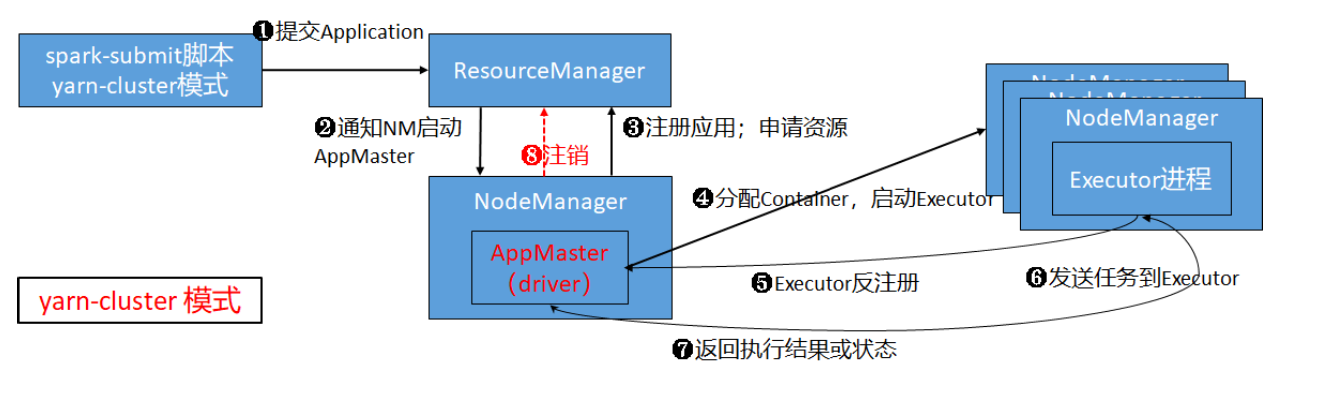 ❶提交Application
spark-submit脚本
yarn-cluster模式
ResourceManager
❷通知NM启动
AppMaster
❽注销
❸注册应用；申请资源
NodeManager
NodeManager
NodeManager
Executor进程
❹分配Container，启动Executor
NodeManager
AppMaster
（driver）
❺Executor反注册
❻发送任务到Executor
yarn-cluster 模式
❼返回执行结果或状态